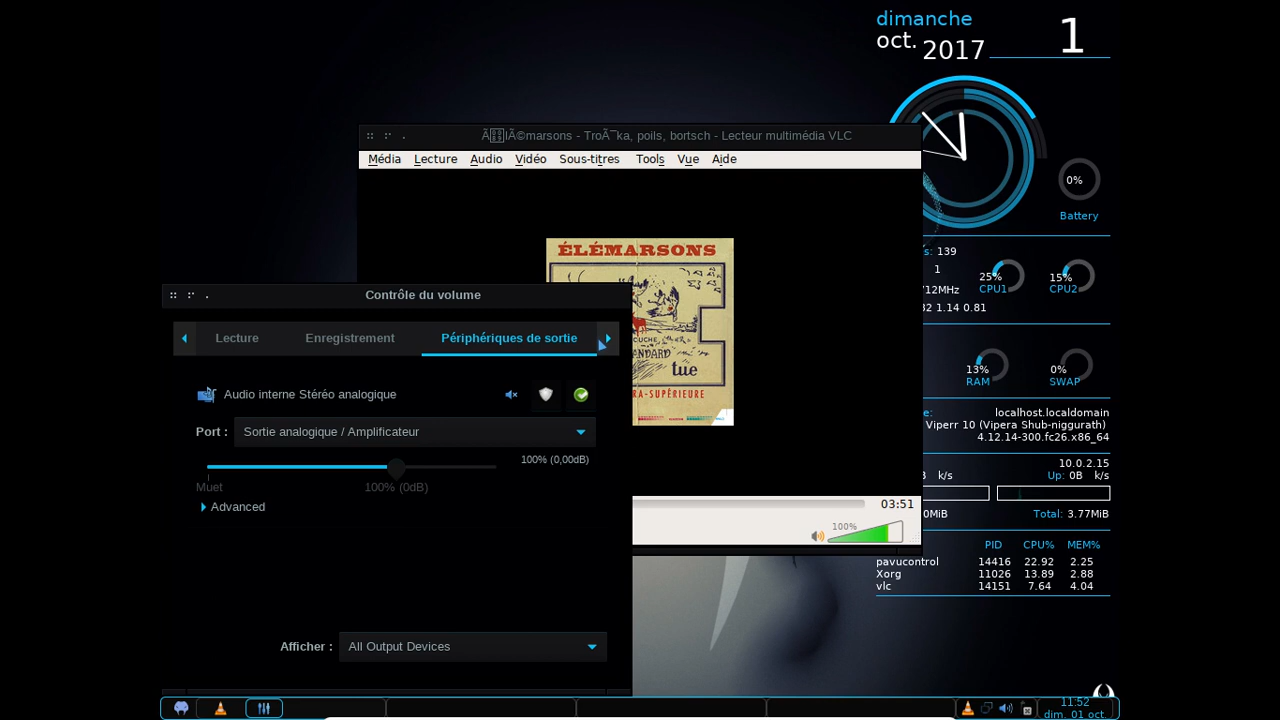 dimanche
oct. 2017 1
0%
Battery
s: 139
1
712MHz
32 1.14 0.81
25%
CPU1
15%
CPU2
13%
RAM
0%
SWAP
e: localhost.localdomain
Viperr 10 (Vipera Shub-niggurath)
4.12.14-300.fc26.x86_64
10.0.2.15
k/s Up: 0B k/s
0MiB Total: 3.77MiB
PID CPU% MEM%
pavucontrol 14416 22.92 2.25
Xorg 11026 13.89 2.88
vlc 14151 7.64 4.04
lÃ©marsons - TroÃ¯ka, poils, bortsch - Lecteur multimédia VLC
Média Lecture Audio Vidéo Sous-titres Tools Vue Aide
ÉLÉMARSONS
tue
RA-SUPÉRIEURE
03:51
100%
Contrôle du volume
Lecture Enregistrement Périphériques de sortie
Audio interne Stéréo analogique
Port : Sortie analogique / Amplificateur
100% (0,00dB)
Muet 100% (0dB)
Advanced
Afficher : All Output Devices
11:52
dim. 01 oct.